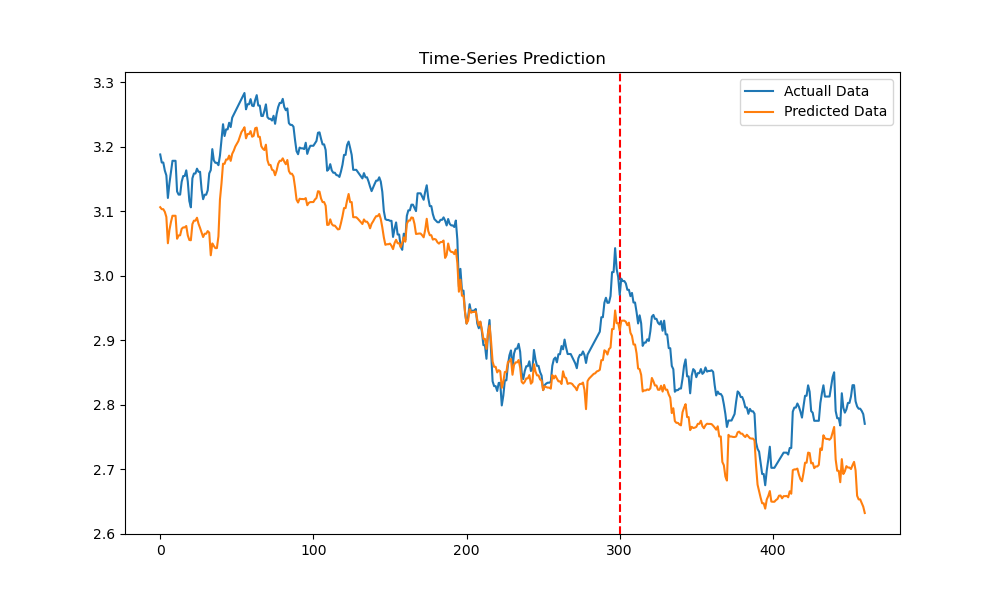 Time-Series Prediction
Actuall Data
Predicted Data
3.3
3.2
3.1
3.0
2.9
2.8
2.7
2.6
0 100 200 300 400